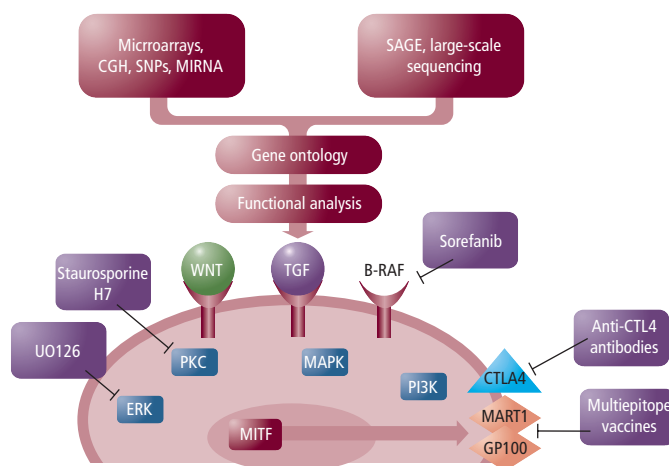 Micrroarrays,
CGH, SNPs, MIRNA
SAGE, large-scale
sequencing
Gene ontology
Functional analysis
Staurosporine
H7
WNT
TGF
B-RAF
Sorefanib
UO126
PKC
MAPK
PI3K
CTLA4
Anti-CTL4
antibodies
ERK
MITF
MART1
GP100
Multiepitope
vaccines